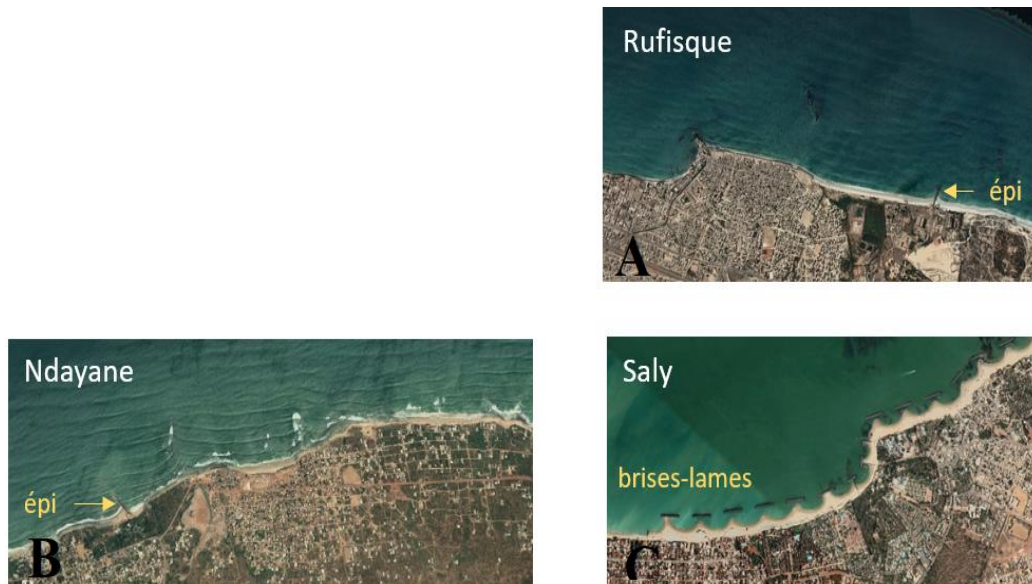 Rufisque
épi
A
Ndayane
épi
B
Saly
brises-lames
C